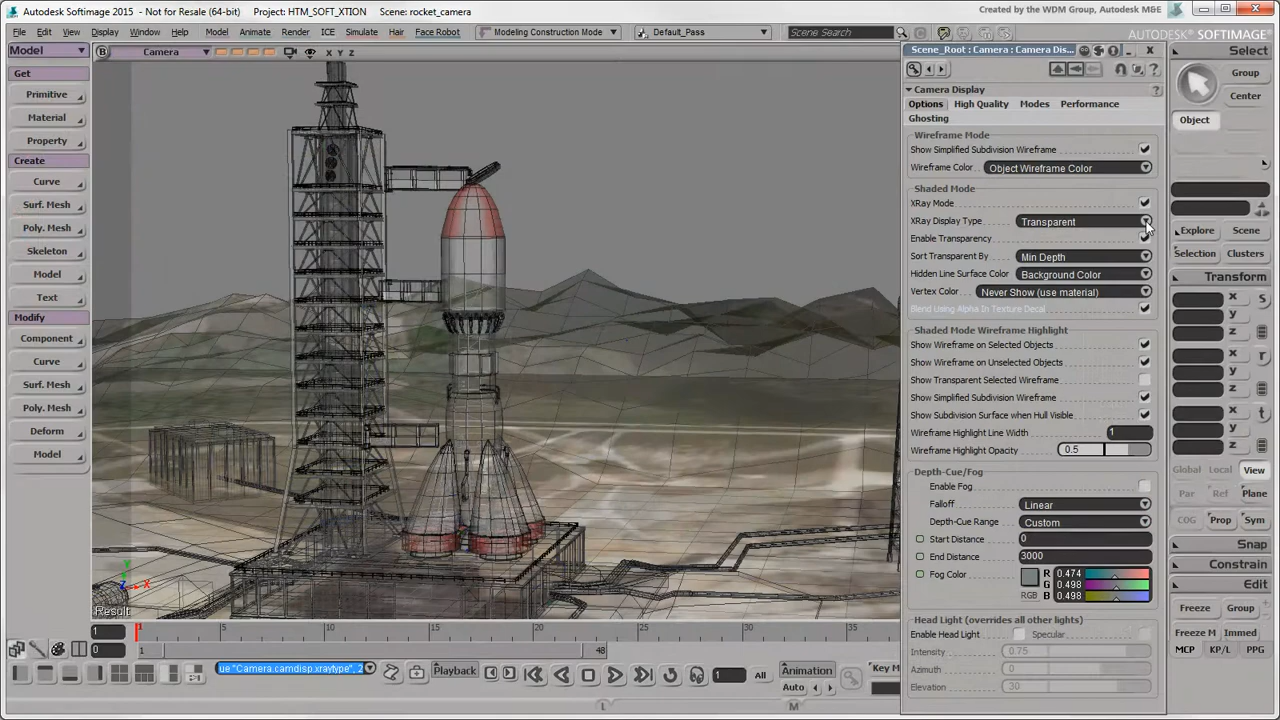 Autodesk Softimage 2015 - Not for Resale (64-bit) Project: HTM_SOFT_XTION Scene: rocket_camera
Created by the WDM Group, Autodesk M&E
File Edit View Display Window Help Model Animate Render ICE Simulate Hair Face Robot Modeling Construction Mode Default_Pass Scene Search
AUTODESK SOFTIMAGE
Model
B Camera X Y Z
Get
Primitive
Material
Property
Create
Curve
Surf. Mesh
Poly. Mesh
Skeleton
Model
Text
Modify
Component
Curve
Surf. Mesh
Poly. Mesh
Deform
Model
Y
Z X
Result
Scene_Root : Camera : Camera Dis...
Camera Display
Options High Quality Modes Performance
Ghosting
Wireframe Mode
Show Simplified Subdivision Wireframe
Wireframe Color Object Wireframe Color
Shaded Mode
XRay Mode
XRay Display Type Transparent
Enable Transparency
Sort Transparent By Min Depth
Hidden Line Surface Color Background Color
Vertex Color Never Show (use material)
Blend Using Alpha In Texture Decal
Shaded Mode Wireframe Highlight
Show Wireframe on Selected Objects
Show Wireframe on Unselected Objects
Show Transparent Selected Wireframe
Show Simplified Subdivision Wireframe
Show Subdivision Surface when Hull Visible
Wireframe Highlight Line Width 1
Wireframe Highlight Opacity 0.5
Depth-Cue/Fog
Enable Fog
Falloff Linear
Depth-Cue Range Custom
Start Distance 0
End Distance 3000
Fog Color R 0.474
G 0.498
RGB B 0.498
Head Light (overrides all other lights)
Enable Head Light Specular
Intensity 0.75
Azimuth 0
Elevation 30
Select
Group
Center
Object
Explore Scene
Selection Clusters
Transform
x s
y
z
x r
y
z
x t
y
z
Global Local View
Par Ref Plane
COG Prop Sym
Snap
Constrain
Edit
Freeze Group
Freeze M Immed
MCP KP/L PPG
1 1 5 10 15 20 25 30 35
0 1 48
ue "Camera.camdisp.xraytype", 2 Playback 1 All Animation Key M
Auto
L M